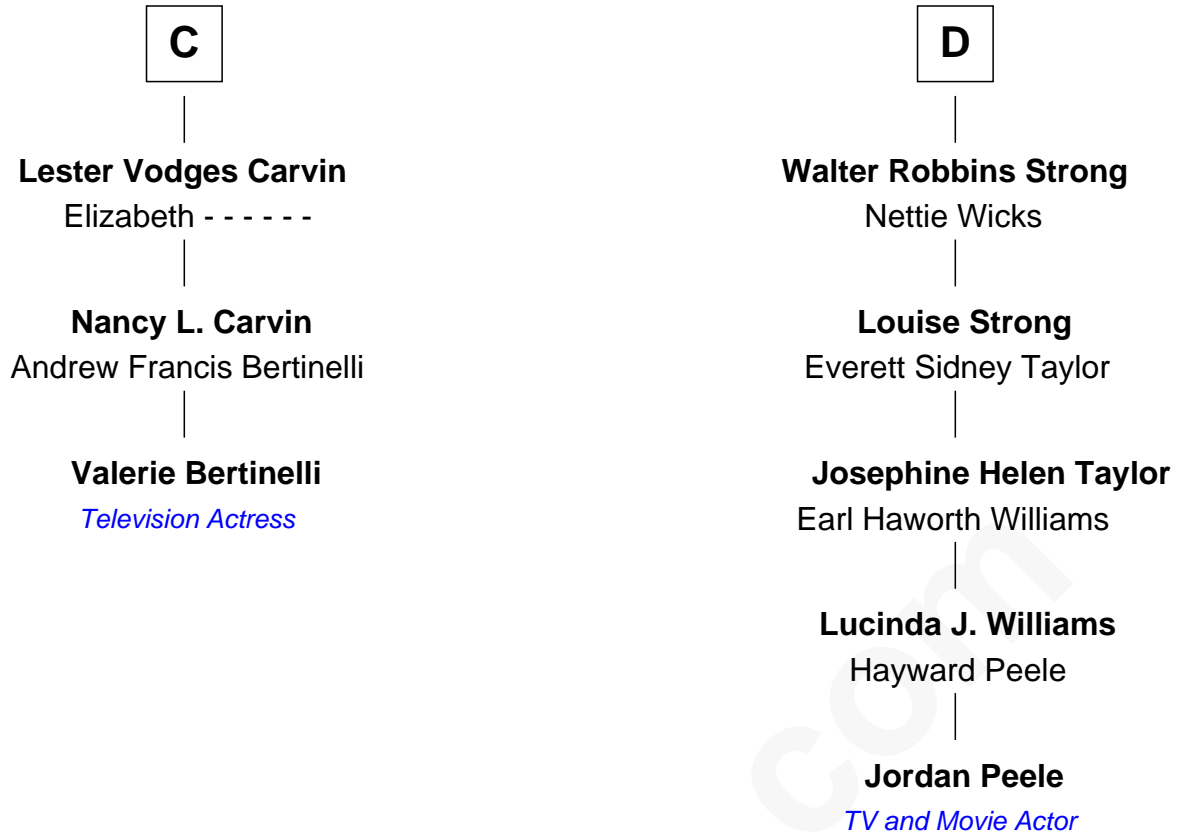 C
Lester Vodges Carvin
Elizabeth - - - - - -
Nancy L. Carvin
Andrew Francis Bertinelli
Valerie Bertinelli
Television Actress
D
Walter Robbins Strong
Nettie Wicks
Louise Strong
Everett Sidney Taylor
Josephine Helen Taylor
Earl Haworth Williams
Lucinda J. Williams
Hayward Peele
Jordan Peele
TV and Movie Actor
com